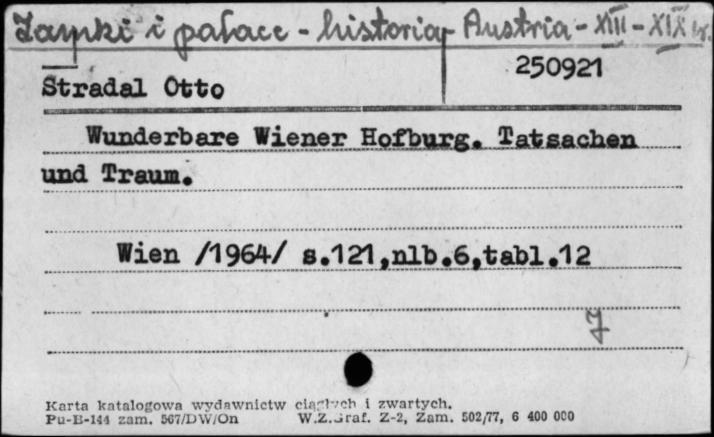 Zamki i pałace - historia - Austria - XIII - XIX w.
250921
Stradal Otto
Wunderbare Wiener Hofburg. Tatsachen
und Traum.
Wien /1964/ s.121,nlb.6,tabl.12
J
Karta katalogowa wydawnictw ciągłych i zwartych.
Pu-B-144 zam. 567/DW/On W.Z.Graf. Z-2, Zam. 502/77, 6 400 000